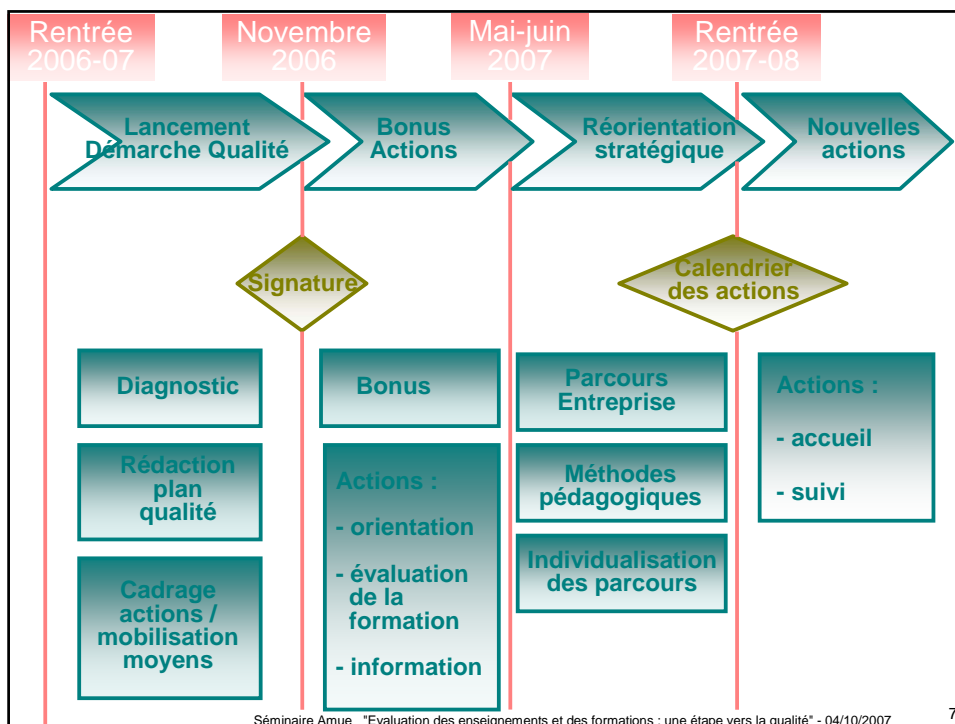 Rentrée
2006-07
Novembre
2006
Mai-juin
2007
Rentrée
2007-08
Lancement
Démarche Qualité
Bonus
Actions
Réorientation
stratégique
Nouvelles
actions
Signature
Calendrier
des actions
Diagnostic
Rédaction
plan
qualité
Cadrage
actions /
mobilisation
moyens
Bonus
Actions :
- orientation
- évaluation
de la
formation
- information
Parcours
Entreprise
Méthodes
pédagogiques
Individualisation
des parcours
Actions :
- accueil
- suivi
Séminaire Amue "Evaluation des enseignements et des formations : une étape vers la qualité" - 04/10/2007
7